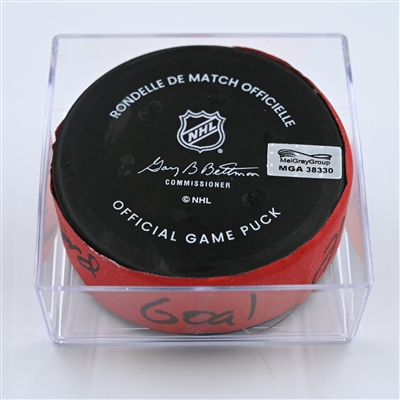 RONDELLE DE MATCH OFFICIELLE
NHL
Gary B Bettman
COMMISSIONER
© NHL
OFFICIAL GAME PUCK
MeiGrayGroup
MGA 38330
Goal